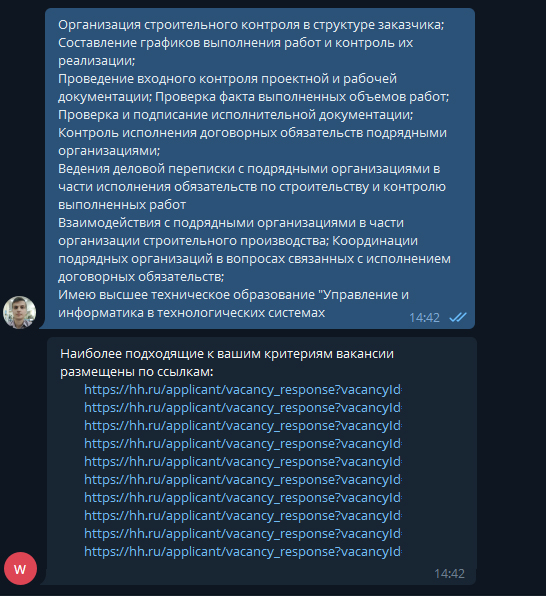 Организация строительного контроля в структуре заказчика;
Составление графиков выполнения работ и контроль их
реализации;
Проведение входного контроля проектной и рабочей
документации; Проверка факта выполненных объемов работ;
Проверка и подписание исполнительной документации;
Контроль исполнения договорных обязательств подрядными
организациями;
Ведения деловой переписки с подрядными организациями в
части исполнения обязательств по строительству и контролю
выполненных работ
Взаимодействия с подрядными организациями в части
организации строительного производства; Координации
подрядных организаций в вопросах связанных с исполнением
договорных обязательств;
Имею высшее техническое образование "Управление и
информатика в технологических системах
14:42
Наиболее подходящие к вашим критериям вакансии
размещены по ссылкам:
https://hh.ru/applicant/vacancy_response?vacancyId
https://hh.ru/applicant/vacancy_response?vacancyId
https://hh.ru/applicant/vacancy_response?vacancyId
https://hh.ru/applicant/vacancy_response?vacancyId
https://hh.ru/applicant/vacancy_response?vacancyId
https://hh.ru/applicant/vacancy_response?vacancyId
https://hh.ru/applicant/vacancy_response?vacancyId
https://hh.ru/applicant/vacancy_response?vacancyId
https://hh.ru/applicant/vacancy_response?vacancyId
https://hh.ru/applicant/vacancy_response?vacancyId
W
14:42